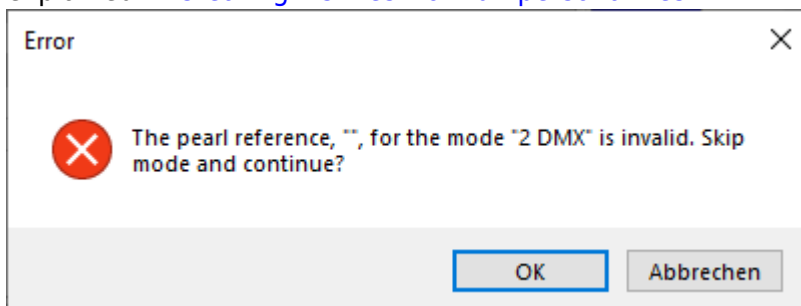 Error
The pearl reference, "", for the mode "2 DMX" is invalid. Skip
mode and continue?
OK
Abbrechen